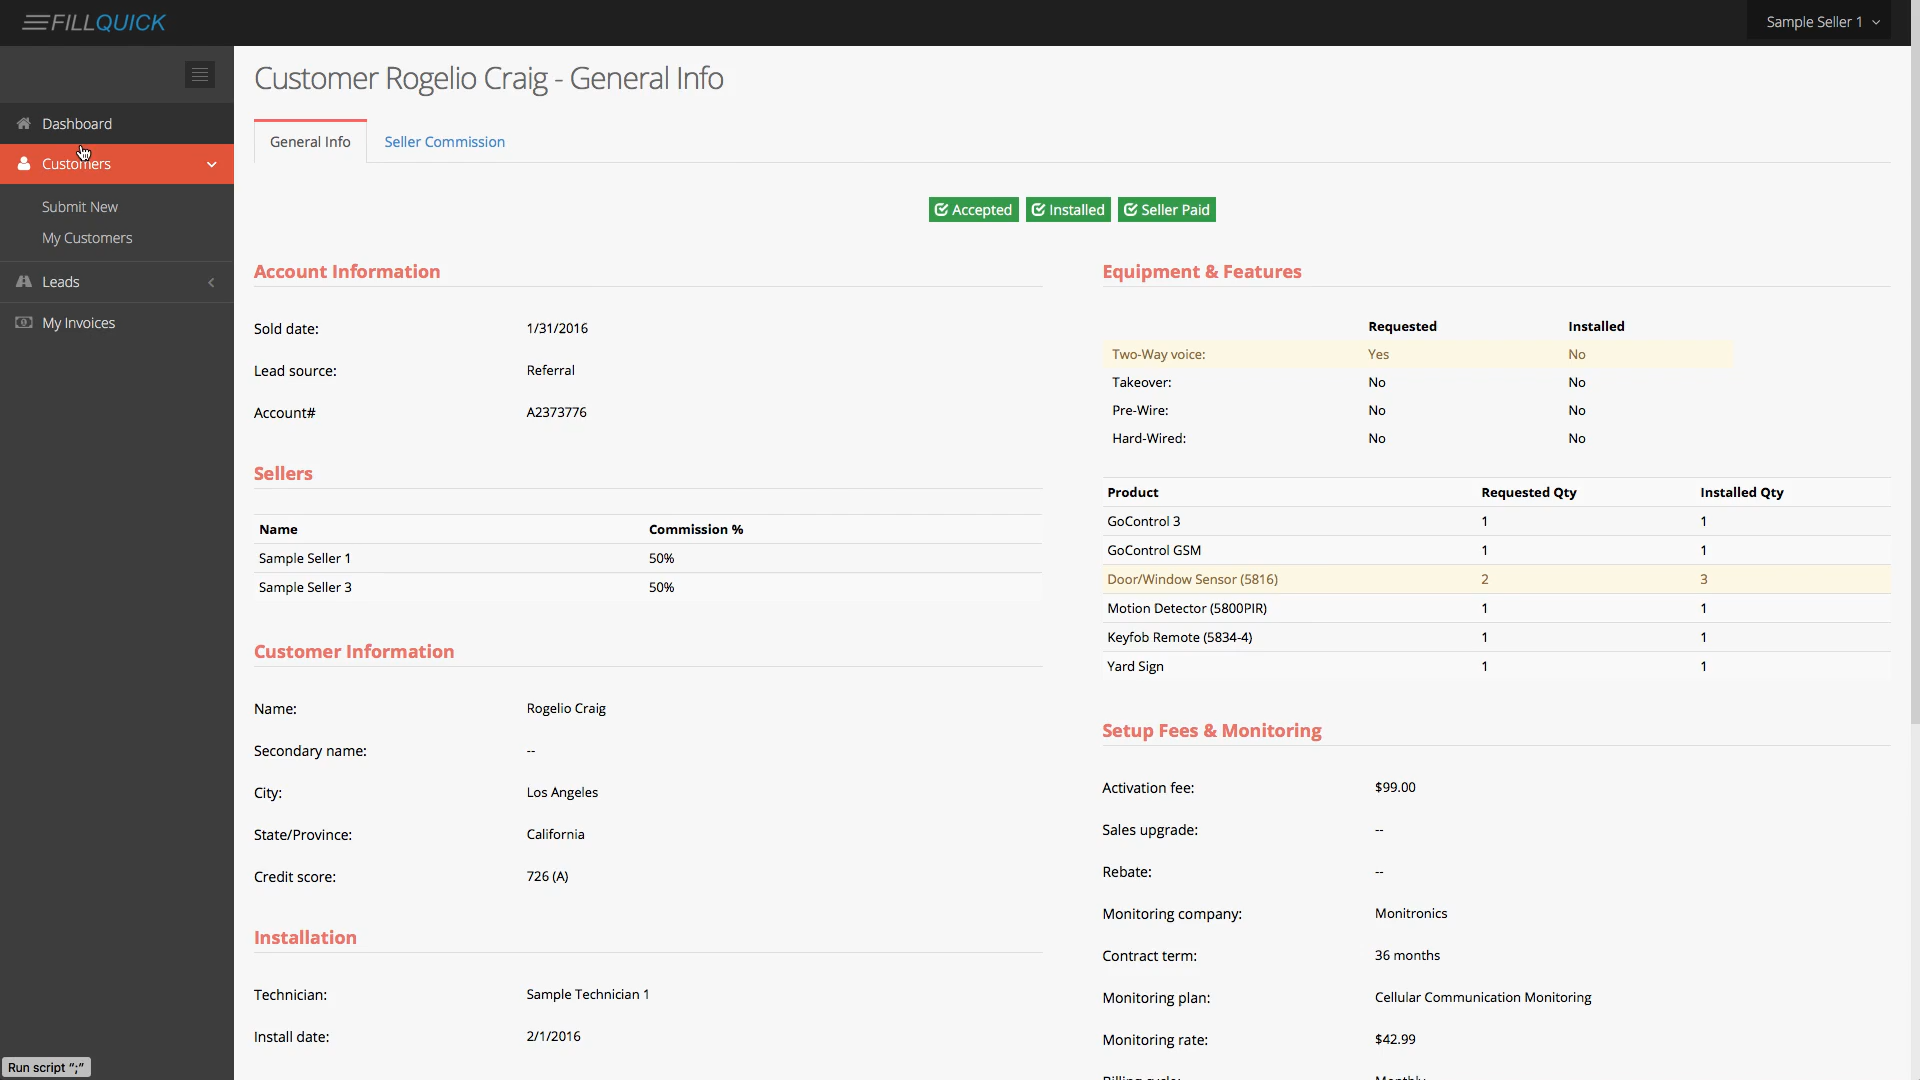 FILLQUICK
Sample Seller 1
Dashboard
Customers
Submit New
My Customers
Leads
My Invoices
Customer Rogelio Craig - General Info
General Info Seller Commission
Accepted Installed Seller Paid
Account Information
Sold date: 1/31/2016
Lead source: Referral
Account# A2373776
Sellers
Name Commission %
Sample Seller 1 50%
Sample Seller 3 50%
Customer Information
Name: Rogelio Craig
Secondary name: --
City: Los Angeles
State/Province: California
Credit score: 726 (A)
Installation
Technician: Sample Technician 1
Install date: 2/1/2016
Equipment & Features
Requested Installed
Two-Way voice: Yes No
Takeover: No No
Pre-Wire: No No
Hard-Wired: No No
Product Requested Qty Installed Qty
GoControl 3 1 1
GoControl GSM 1 1
Door/Window Sensor (5816) 2 3
Motion Detector (5800PIR) 1 1
Keyfob Remote (5834-4) 1 1
Yard Sign 1 1
Setup Fees & Monitoring
Activation fee: $99.00
Sales upgrade: --
Rebate: --
Monitoring company: Monitronics
Contract term: 36 months
Monitoring plan: Cellular Communication Monitoring
Monitoring rate: $42.99
Run script ";"